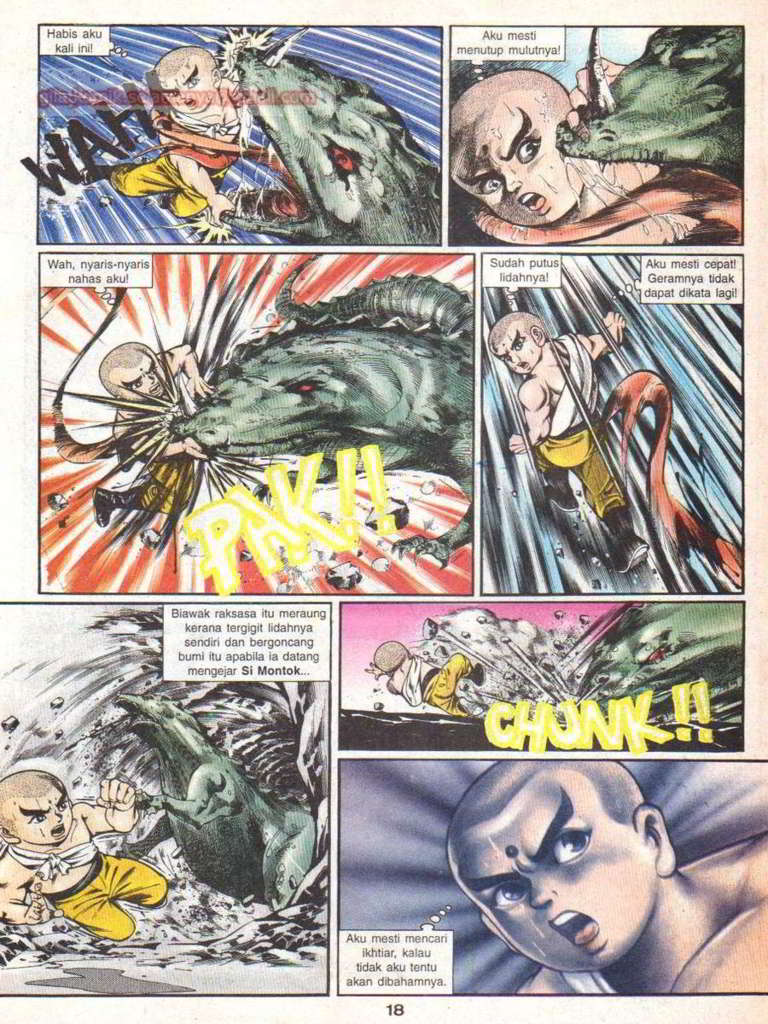 Habis aku
kali ini!
WAH
Aku mesti
menutup mulutnya!
Wah, nyaris-nyaris
nahas aku!
PAK!!
Sudah putus
lidahnya!
Aku mesti cepat!
Geramnya tidak
dapat dikata lagi!
Biawak raksasa itu meraung
kerana tergigit lidahnya
sendiri dan bergoncang
bumi itu apabila ia datang
mengejar Si Montok...
CHUNK!!
Aku mesti mencari
ikhtiar, kalau
tidak aku tentu
akan dibahamnya.
18